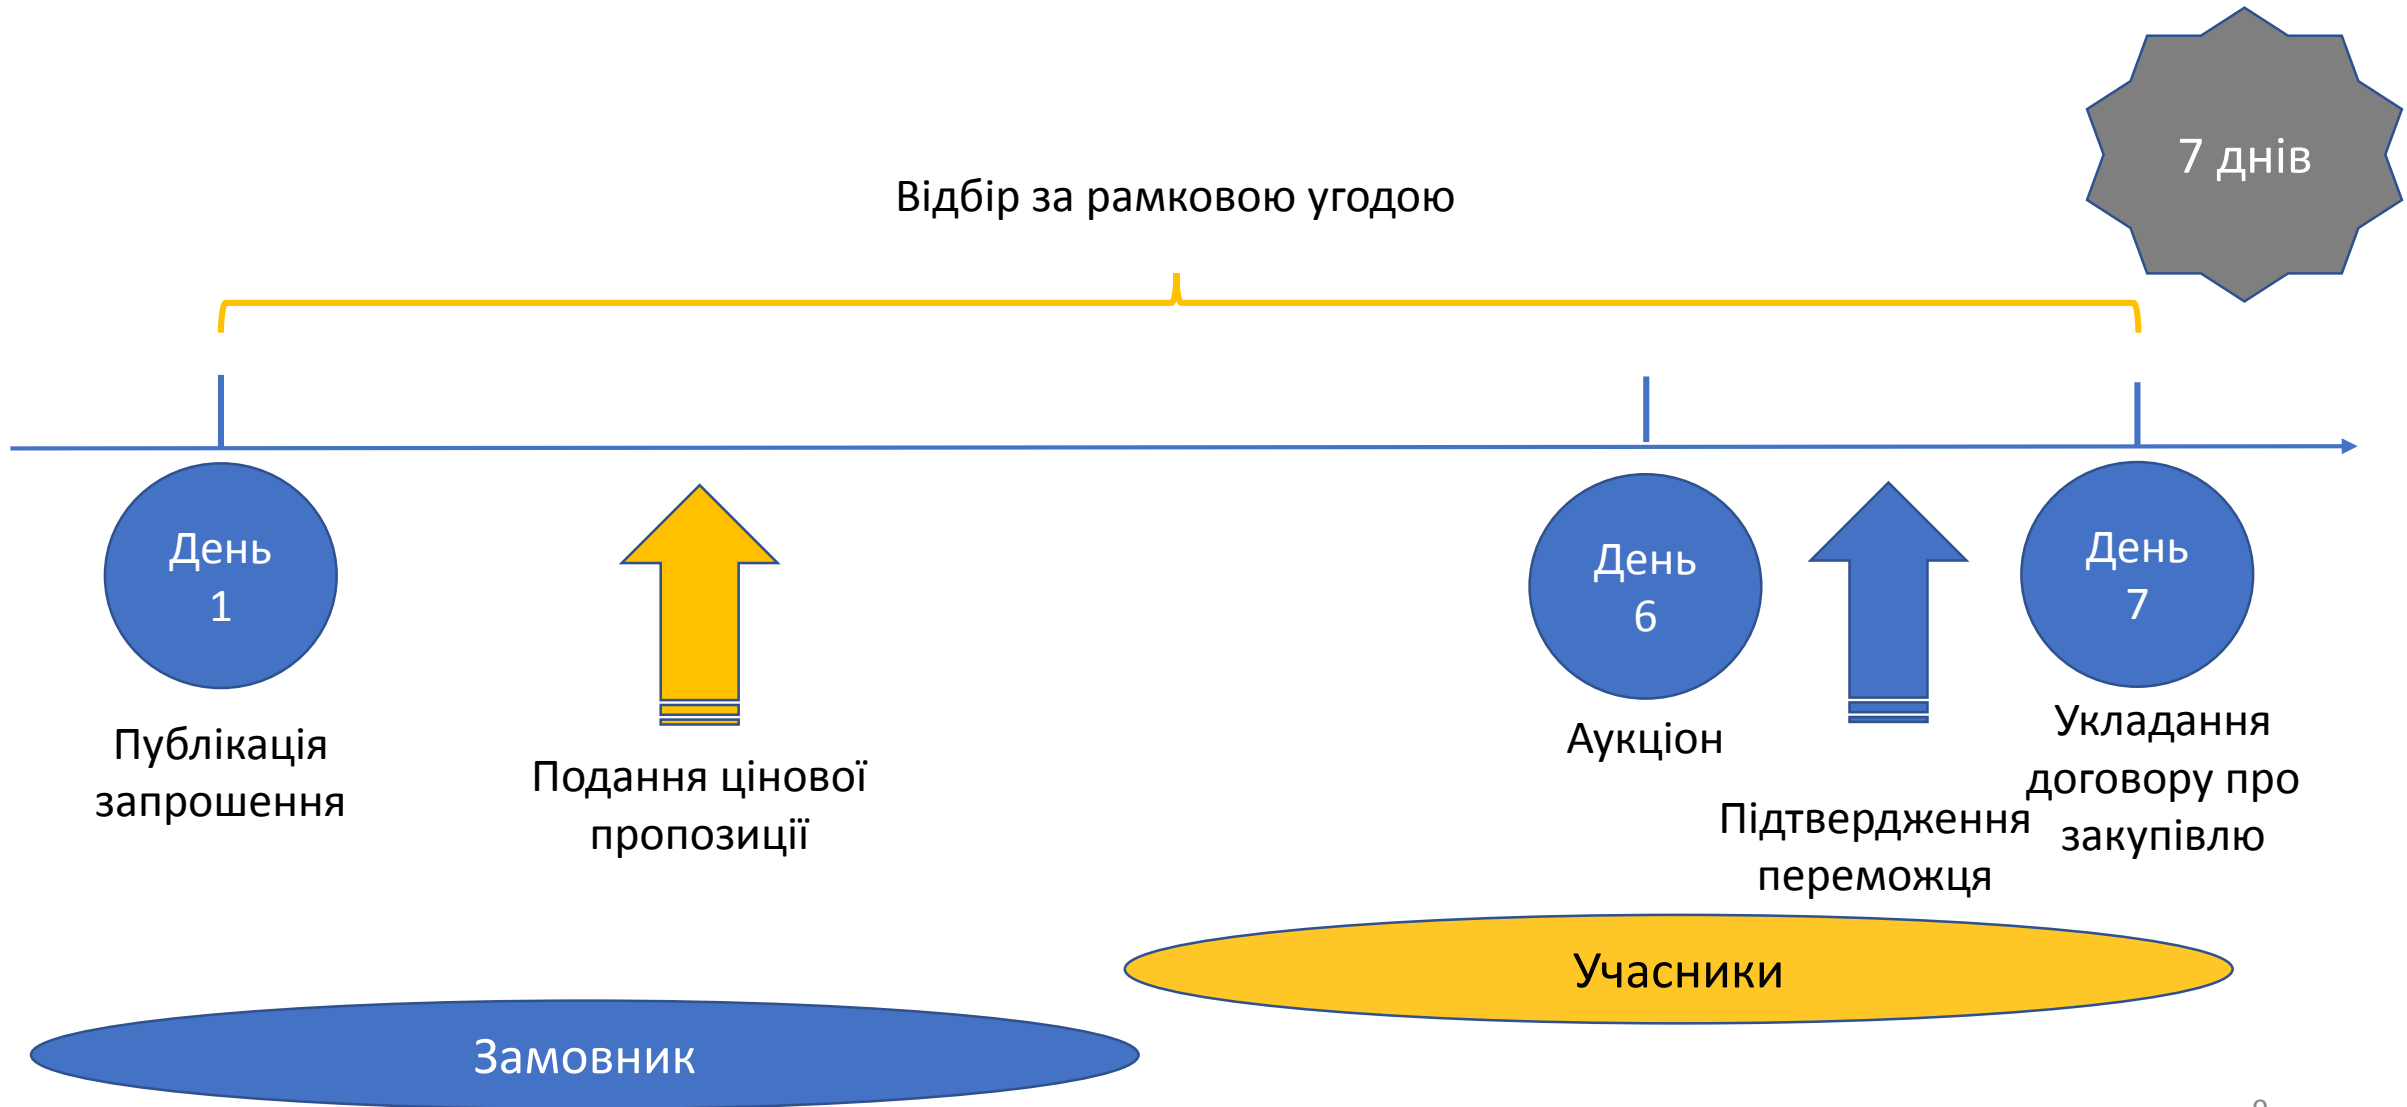 7 днів
Відбір за рамковою угодою
День
1
День
6
День
7
Публікація
запрошення
Подання цінової
пропозиції
Аукціон
Підтвердження
переможця
Укладання
договору про
закупівлю
Учасники
Замовник